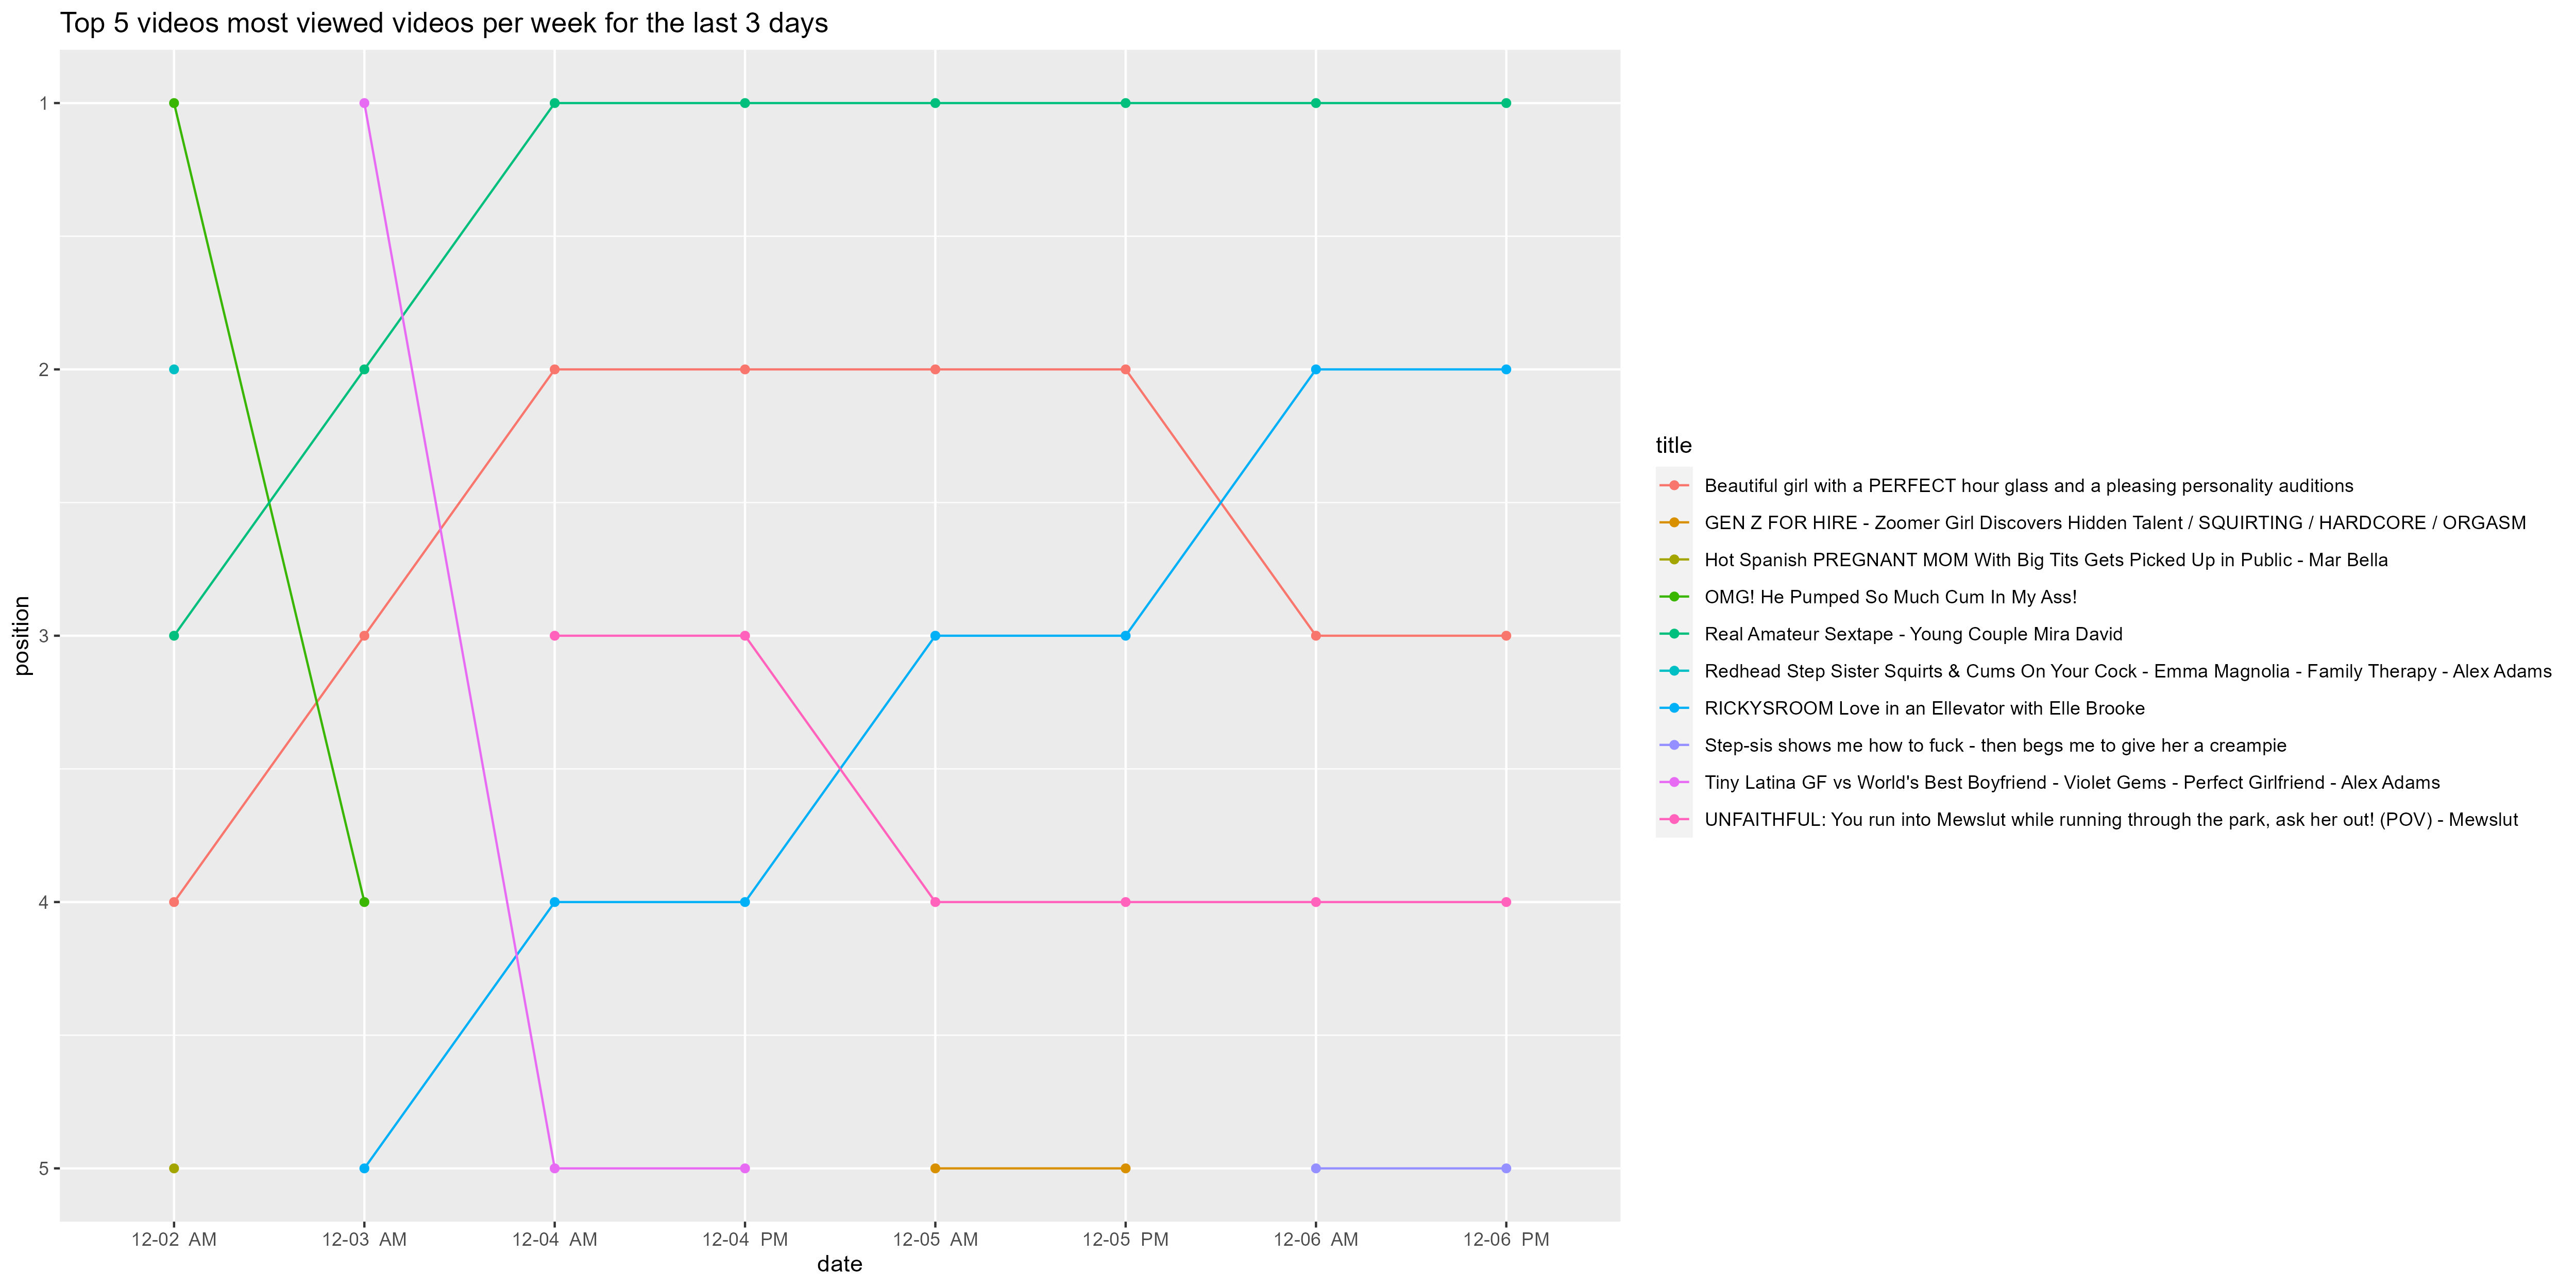 Top 5 videos most viewed videos per week for the last 3 days
position
1
2
3
4
5
12-02 AM
12-03 AM
12-04 AM
12-04 PM
12-05 AM
12-05 PM
12-06 AM
12-06 PM
date
title
Beautiful girl with a PERFECT hour glass and a pleasing personality auditions
GEN Z FOR HIRE - Zoomer Girl Discovers Hidden Talent / SQUIRTING / HARDCORE / ORGASM
Hot Spanish PREGNANT MOM With Big Tits Gets Picked Up in Public - Mar Bella
OMG! He Pumped So Much Cum In My Ass!
Real Amateur Sextape - Young Couple Mira David
Redhead Step Sister Squirts & Cums On Your Cock - Emma Magnolia - Family Therapy - Alex Adams
RICKYSROOM Love in an Ellevator with Elle Brooke
Step-sis shows me how to fuck - then begs me to give her a creampie
Tiny Latina GF vs World's Best Boyfriend - Violet Gems - Perfect Girlfriend - Alex Adams
UNFAITHFUL: You run into Mewslut while running through the park, ask her out! (POV) - Mewslut